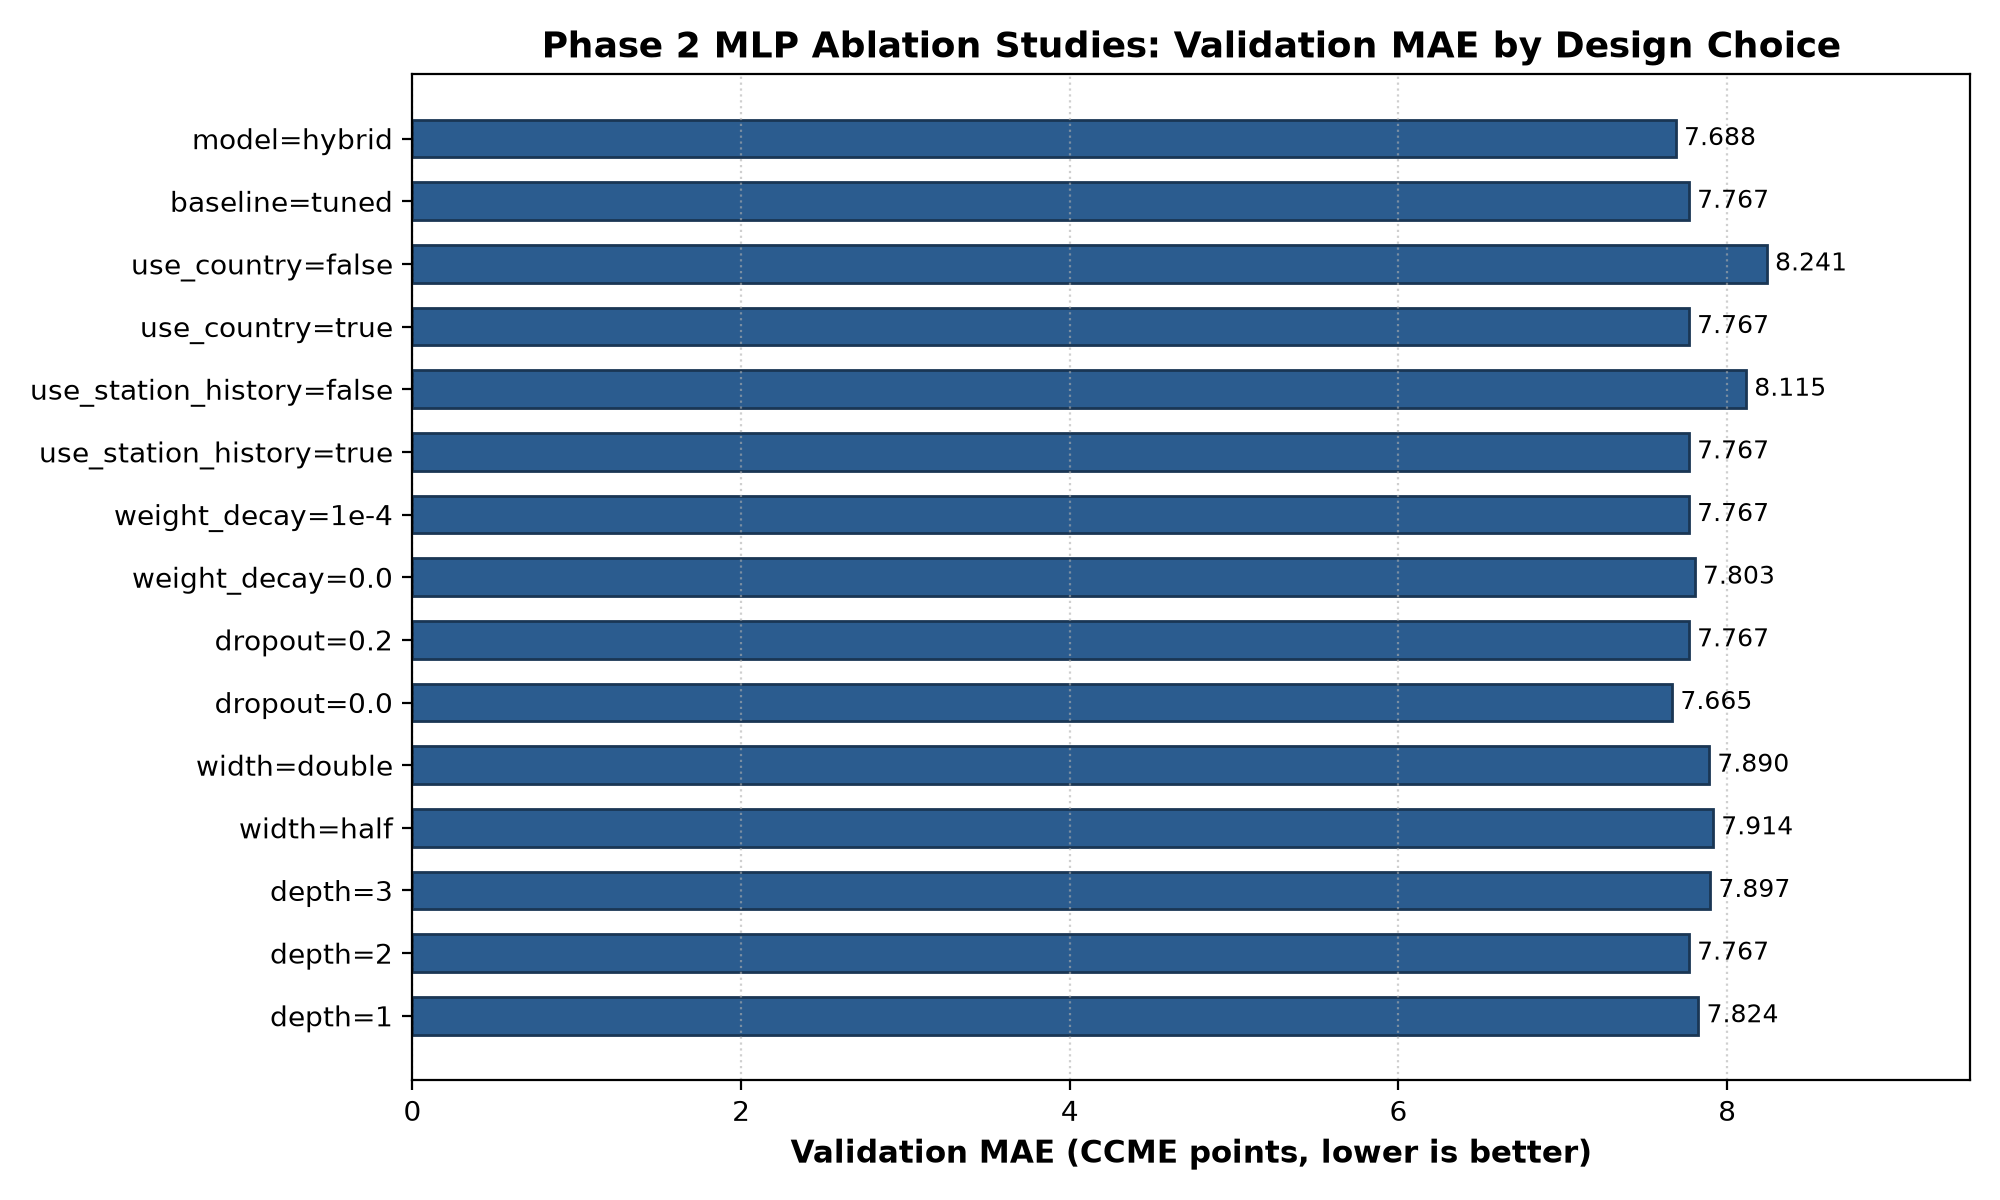 Phase 2 MLP Ablation Studies: Validation MAE by Design Choice
model=hybrid 7.688
baseline=tuned 7.767
use_country=false 8.241
use_country=true 7.767
use_station_history=false 8.115
use_station_history=true 7.767
weight_decay=1e-4 7.767
weight_decay=0.0 7.803
dropout=0.2 7.767
dropout=0.0 7.665
width=double 7.890
width=half 7.914
depth=3 7.897
depth=2 7.767
depth=1 7.824
0 2 4 6 8
Validation MAE (CCME points, lower is better)